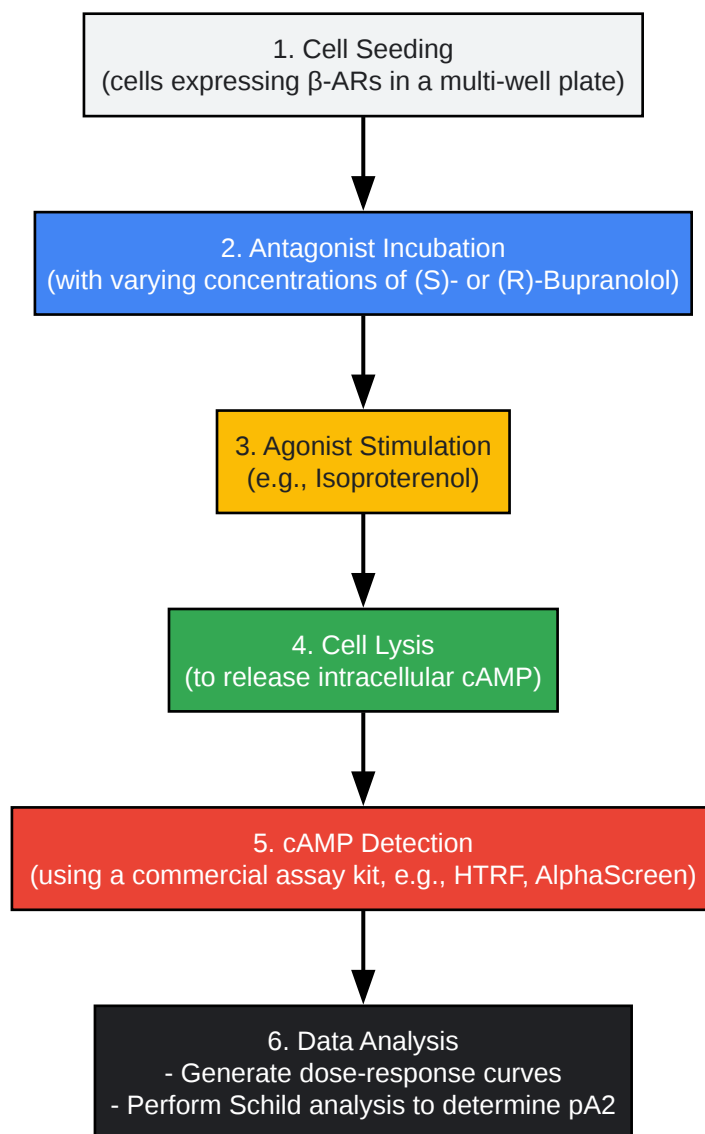 1. Cell Seeding
(cells expressing β-ARs in a multi-well plate)
2. Antagonist Incubation
(with varying concentrations of (S)- or (R)-Bupranolol)
3. Agonist Stimulation
(e.g., Isoproterenol)
4. Cell Lysis
(to release intracellular cAMP)
5. cAMP Detection
(using a commercial assay kit, e.g., HTRF, AlphaScreen)
6. Data Analysis
- Generate dose-response curves
- Perform Schild analysis to determine pA2